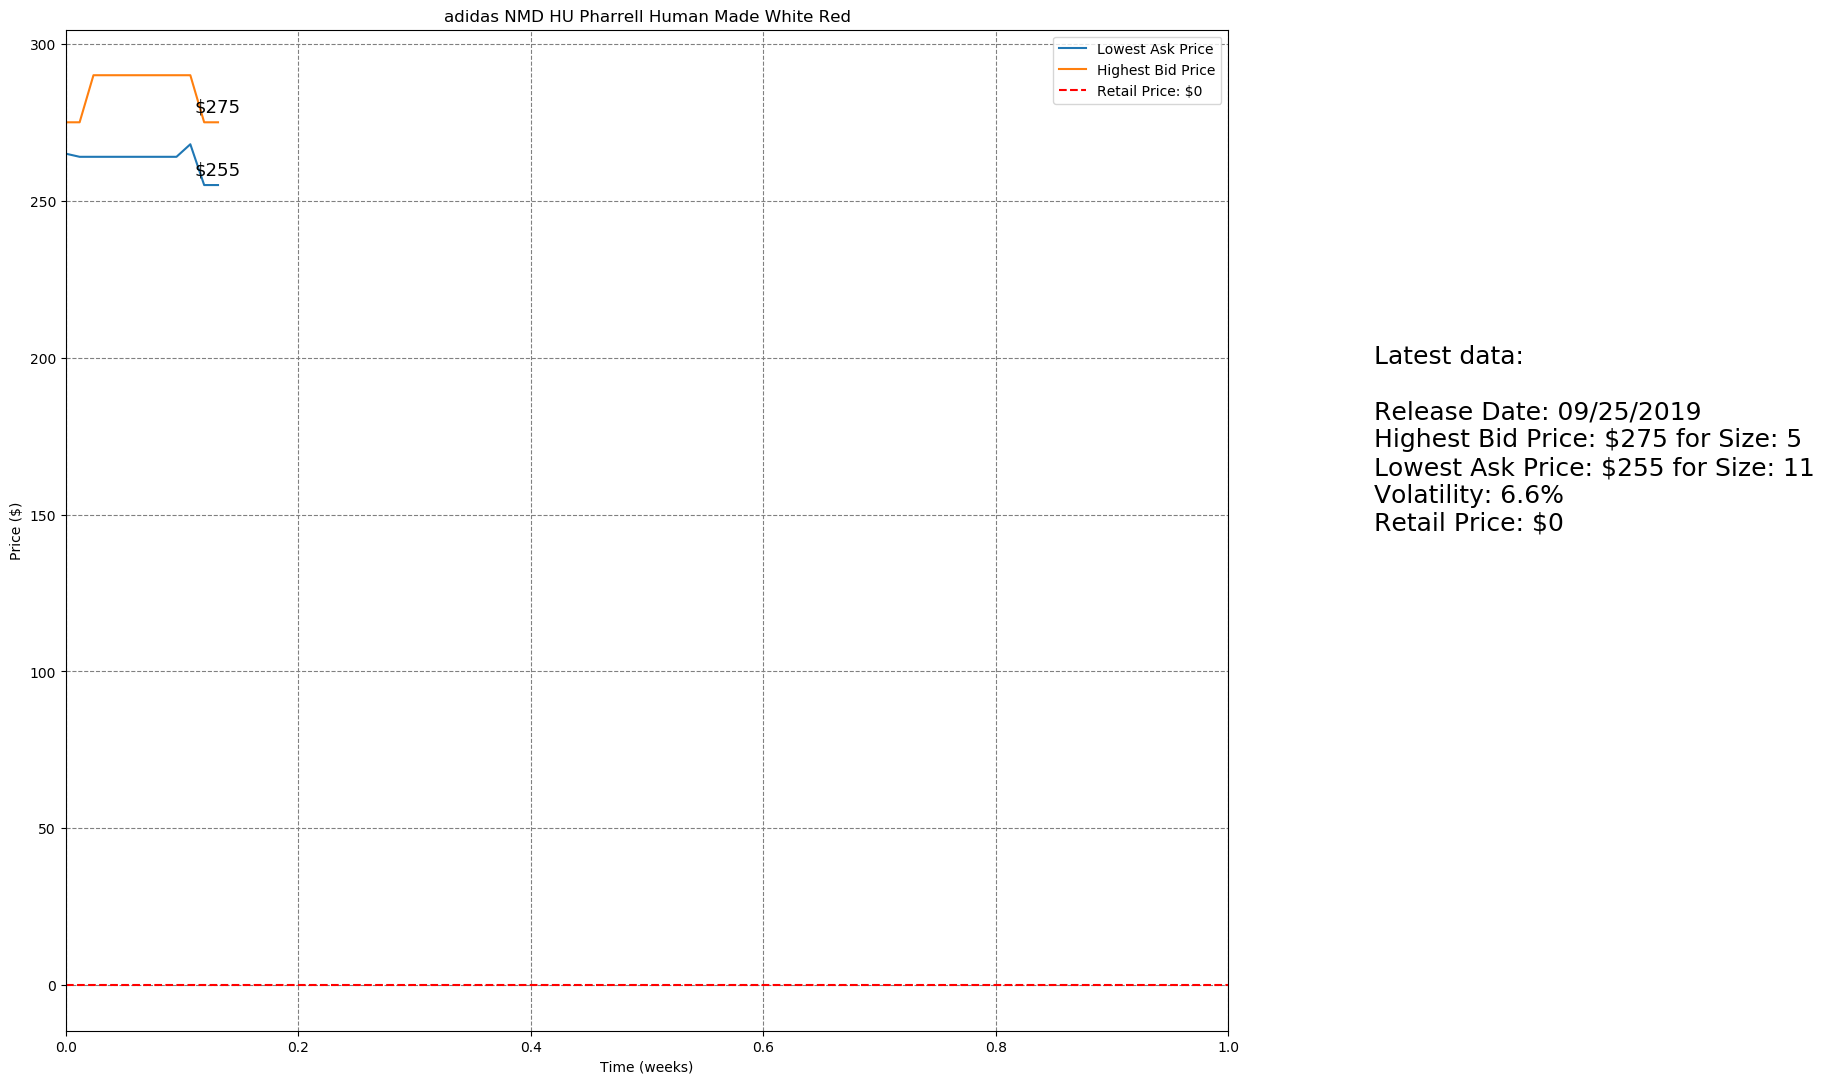 adidas NMD HU Pharrell Human Made White Red
300
250
200
150
100
50
0
Price ($)
$275
$255
Lowest Ask Price
Highest Bid Price
Retail Price: $0
0.0 0.2 0.4 0.6 0.8 1.0
Time (weeks)
Latest data:
Release Date: 09/25/2019
Highest Bid Price: $275 for Size: 5
Lowest Ask Price: $255 for Size: 11
Volatility: 6.6%
Retail Price: $0